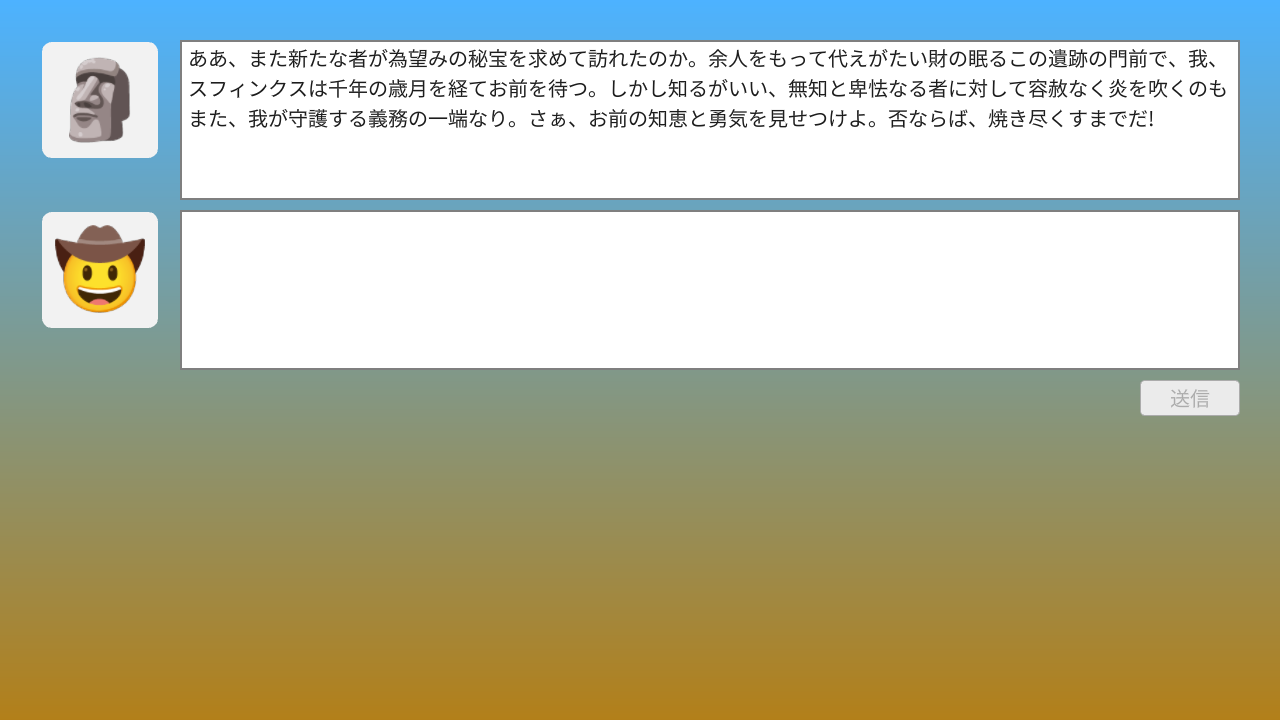 ああ、また新たな者が為望みの秘宝を求めて訪れたのか。余人をもって代えがたい財の眠るこの遺跡の門前で、我、
スフィンクスは千年の歳月を経てお前を待つ。しかし知るがいい、無知と卑怯なる者に対して容赦なく炎を吹くのも
また、我が守護する義務の一端なり。さぁ、お前の知恵と勇気を見せつけよ。否ならば、焼き尽くすまでだ!
送信